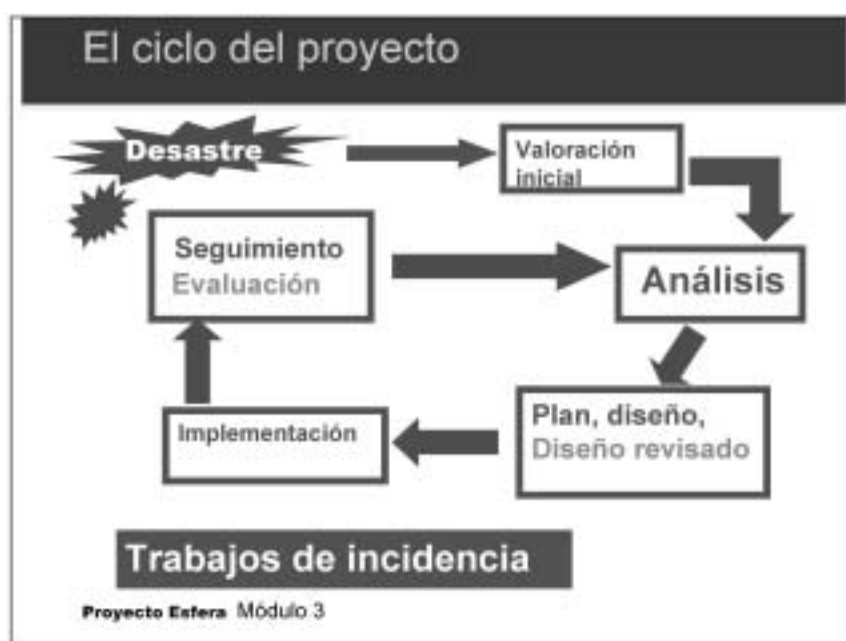 El ciclo del proyecto
Desastre
Valoración
inicial
Seguimiento
Evaluación
Análisis
Implementación
Plan, diseño,
Diseño revisado
Trabajos de incidencia
Proyecto Esfera Módulo 3